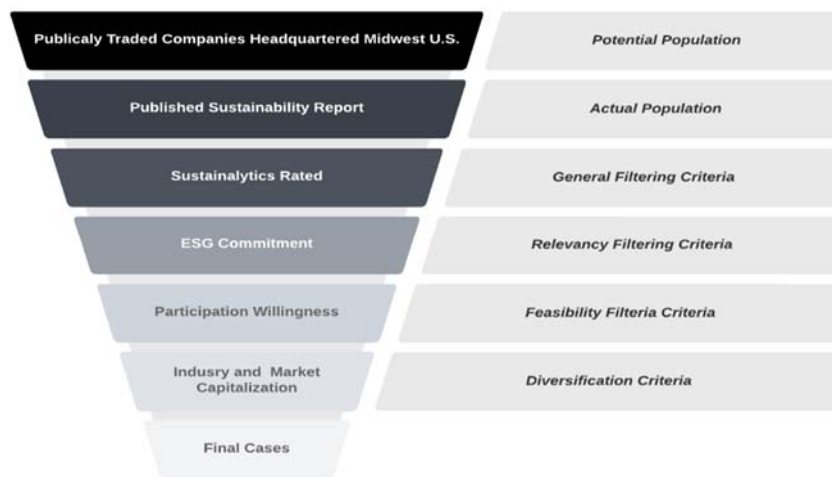 Publicaly Traded Companies Headquartered Midwest U.S.
Potential Population
Published Sustainability Report
Actual Population
Sustainalytics Rated
General Filtering Criteria
ESG Commitment
Relevancy Filtering Criteria
Participation Willingness
Feasibility Filteria Criteria
Indusry and Market
Capitalization
Diversification Criteria
Final Cases